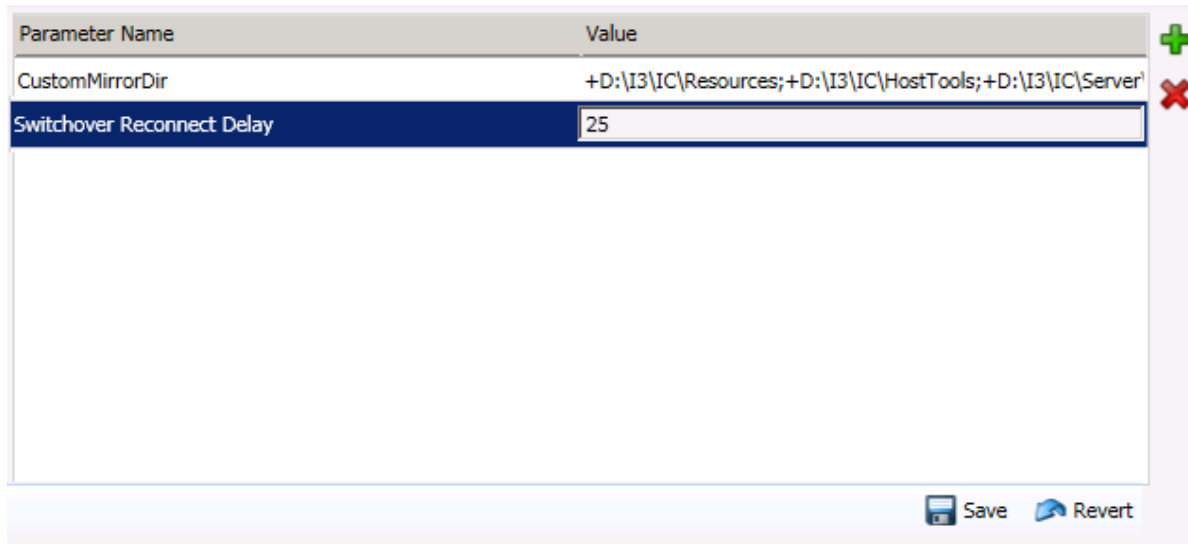 Parameter Name Value
CustomMirrorDir +D:\I3\IC\Resources;+D:\I3\IC\HostTools;+D:\I3\IC\Server\
Switchover Reconnect Delay 25
Save Revert